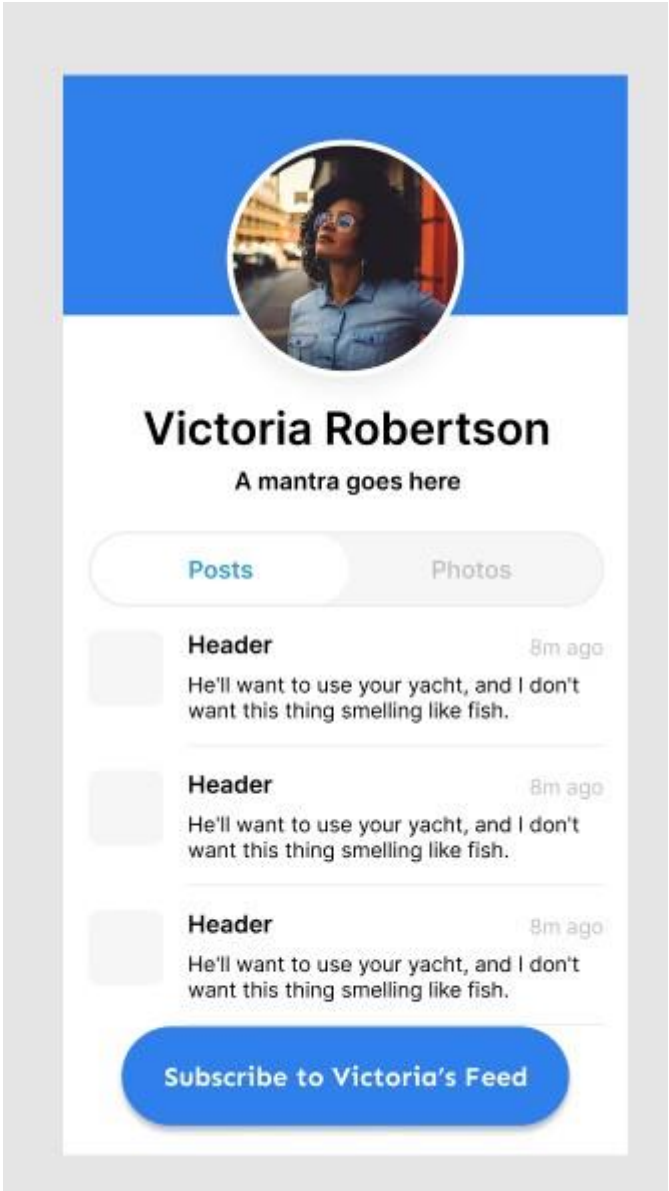 Victoria Robertson
A mantra goes here
Posts
Photos
Header
8m ago
He'll want to use your yacht, and I don't
want this thing smelling like fish.
Header
8m ago
He'll want to use your yacht, and I don't
want this thing smelling like fish.
Header
8m ago
He'll want to use your yacht, and I don't
want this thing smelling like fish.
Subscribe to Victoria’s Feed